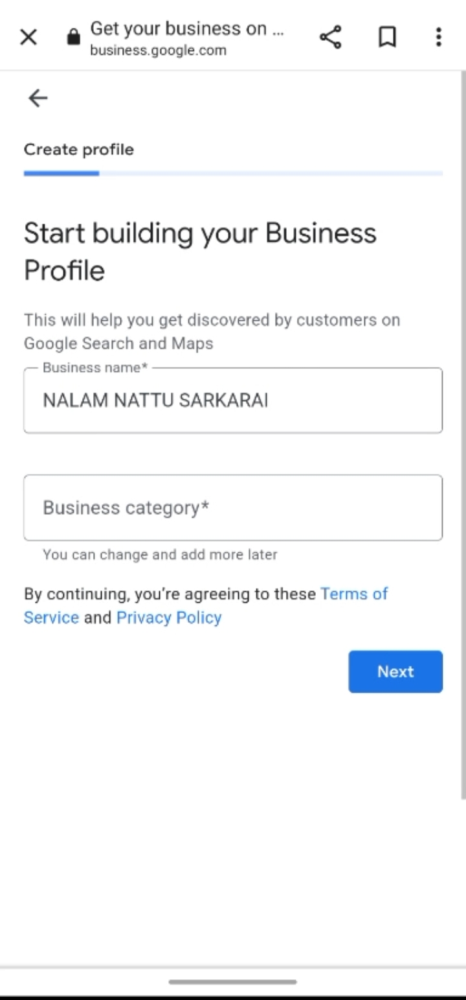 Get your business on ...
business.google.com
Create profile
Start building your Business
Profile
This will help you get discovered by customers on
Google Search and Maps
Business name*
NALAM NATTU SARKARAI
Business category*
You can change and add more later
By continuing, you're agreeing to these Terms of
Service and Privacy Policy
Next